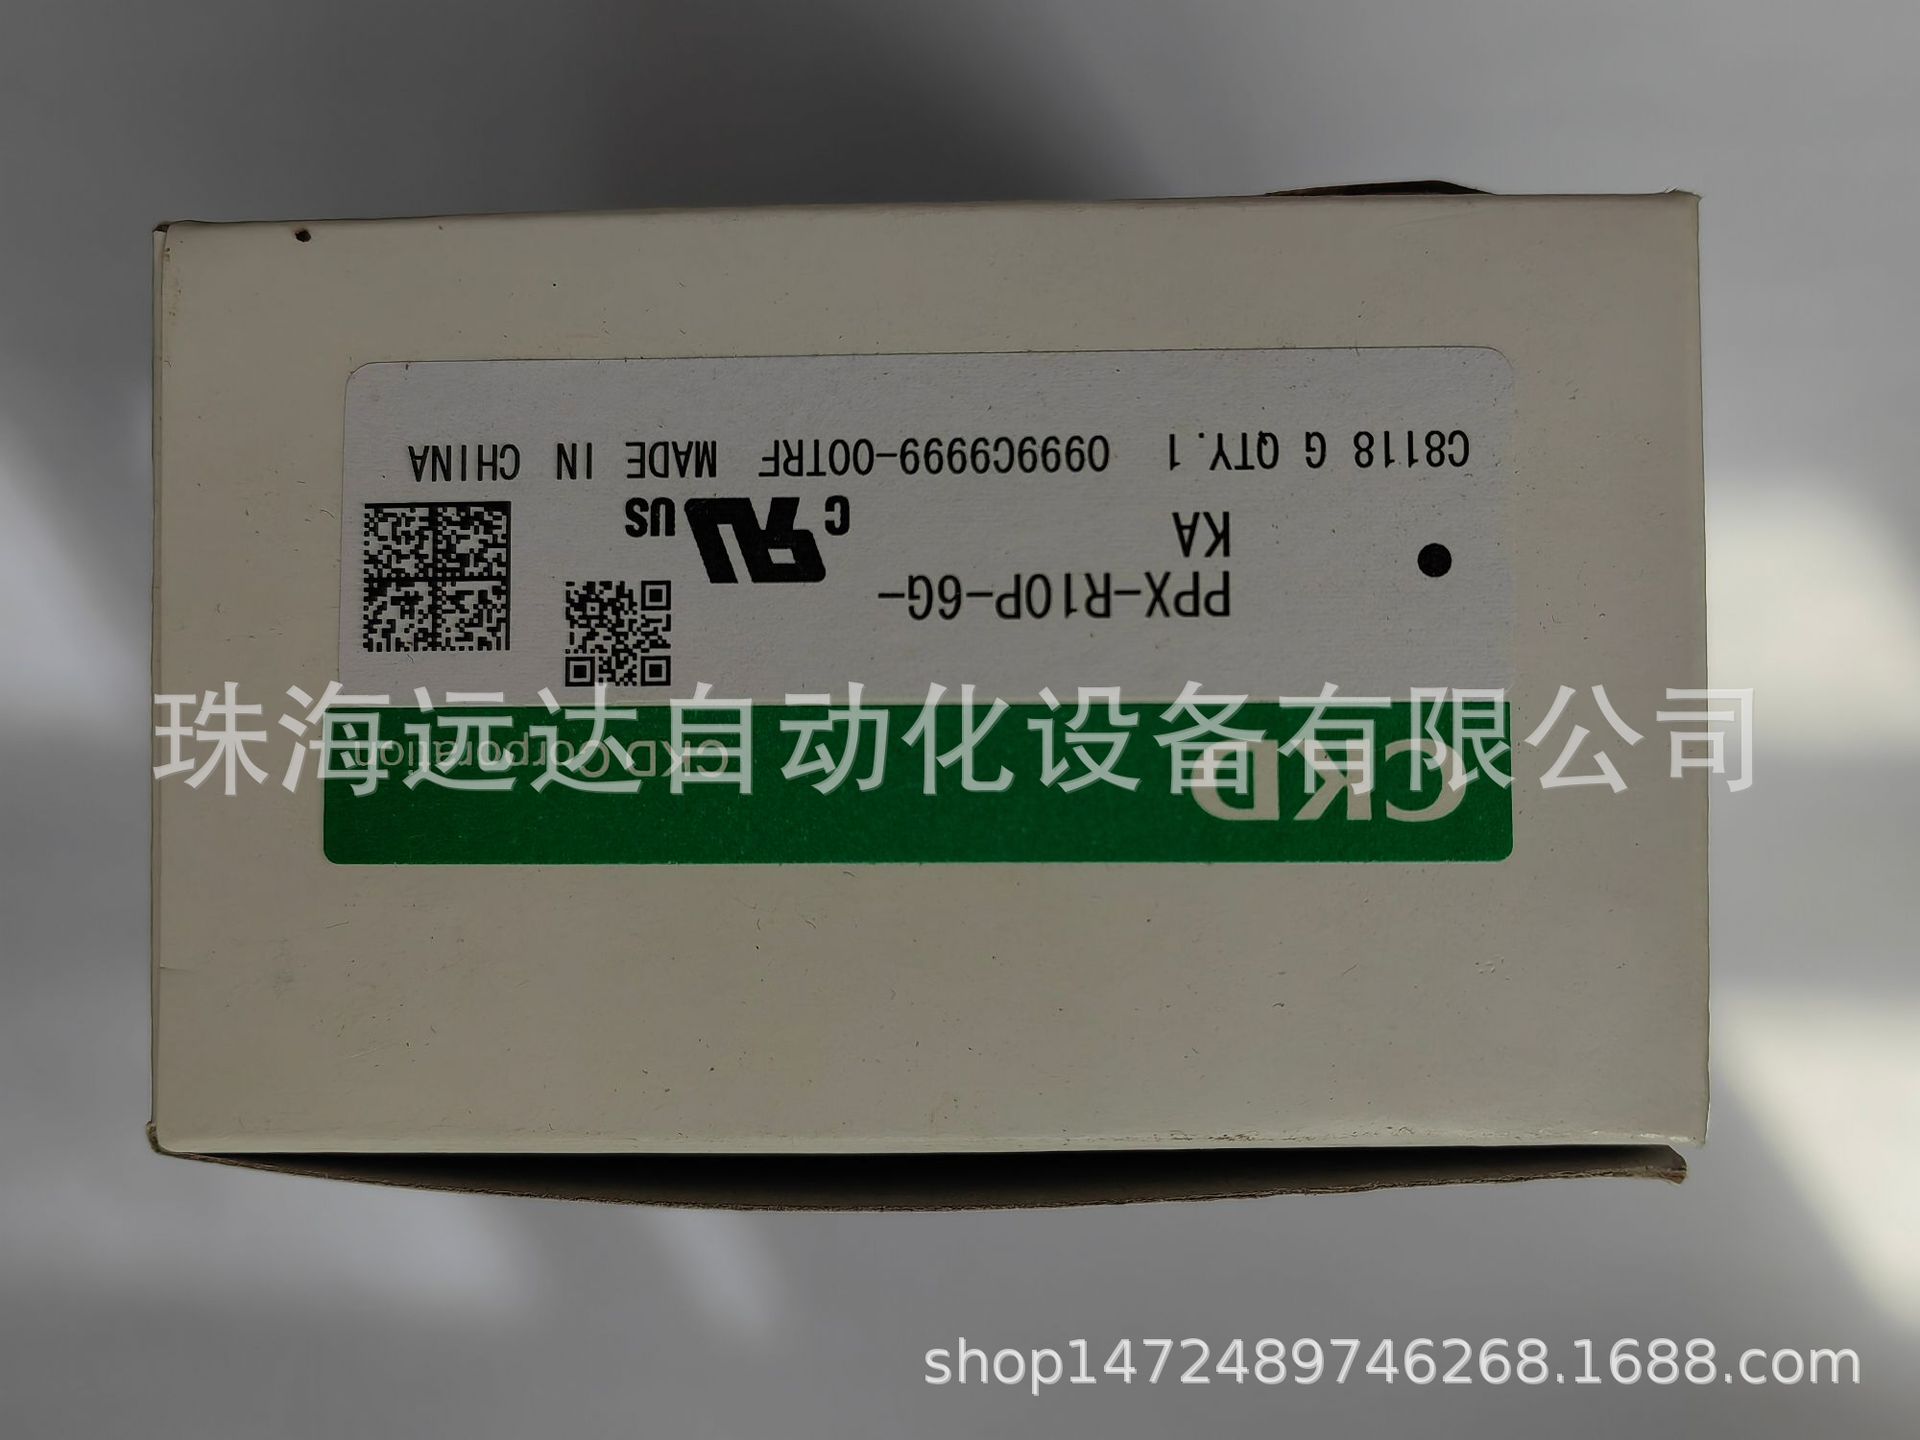 CKD
CKD Corporation
PPX-R10P-6G-
KA
C UL US
C8118 G QTY.1 0999C9999-00TRF MADE IN CHINA
珠海远达自动化设备有限公司
shop1472489746268.1688.com